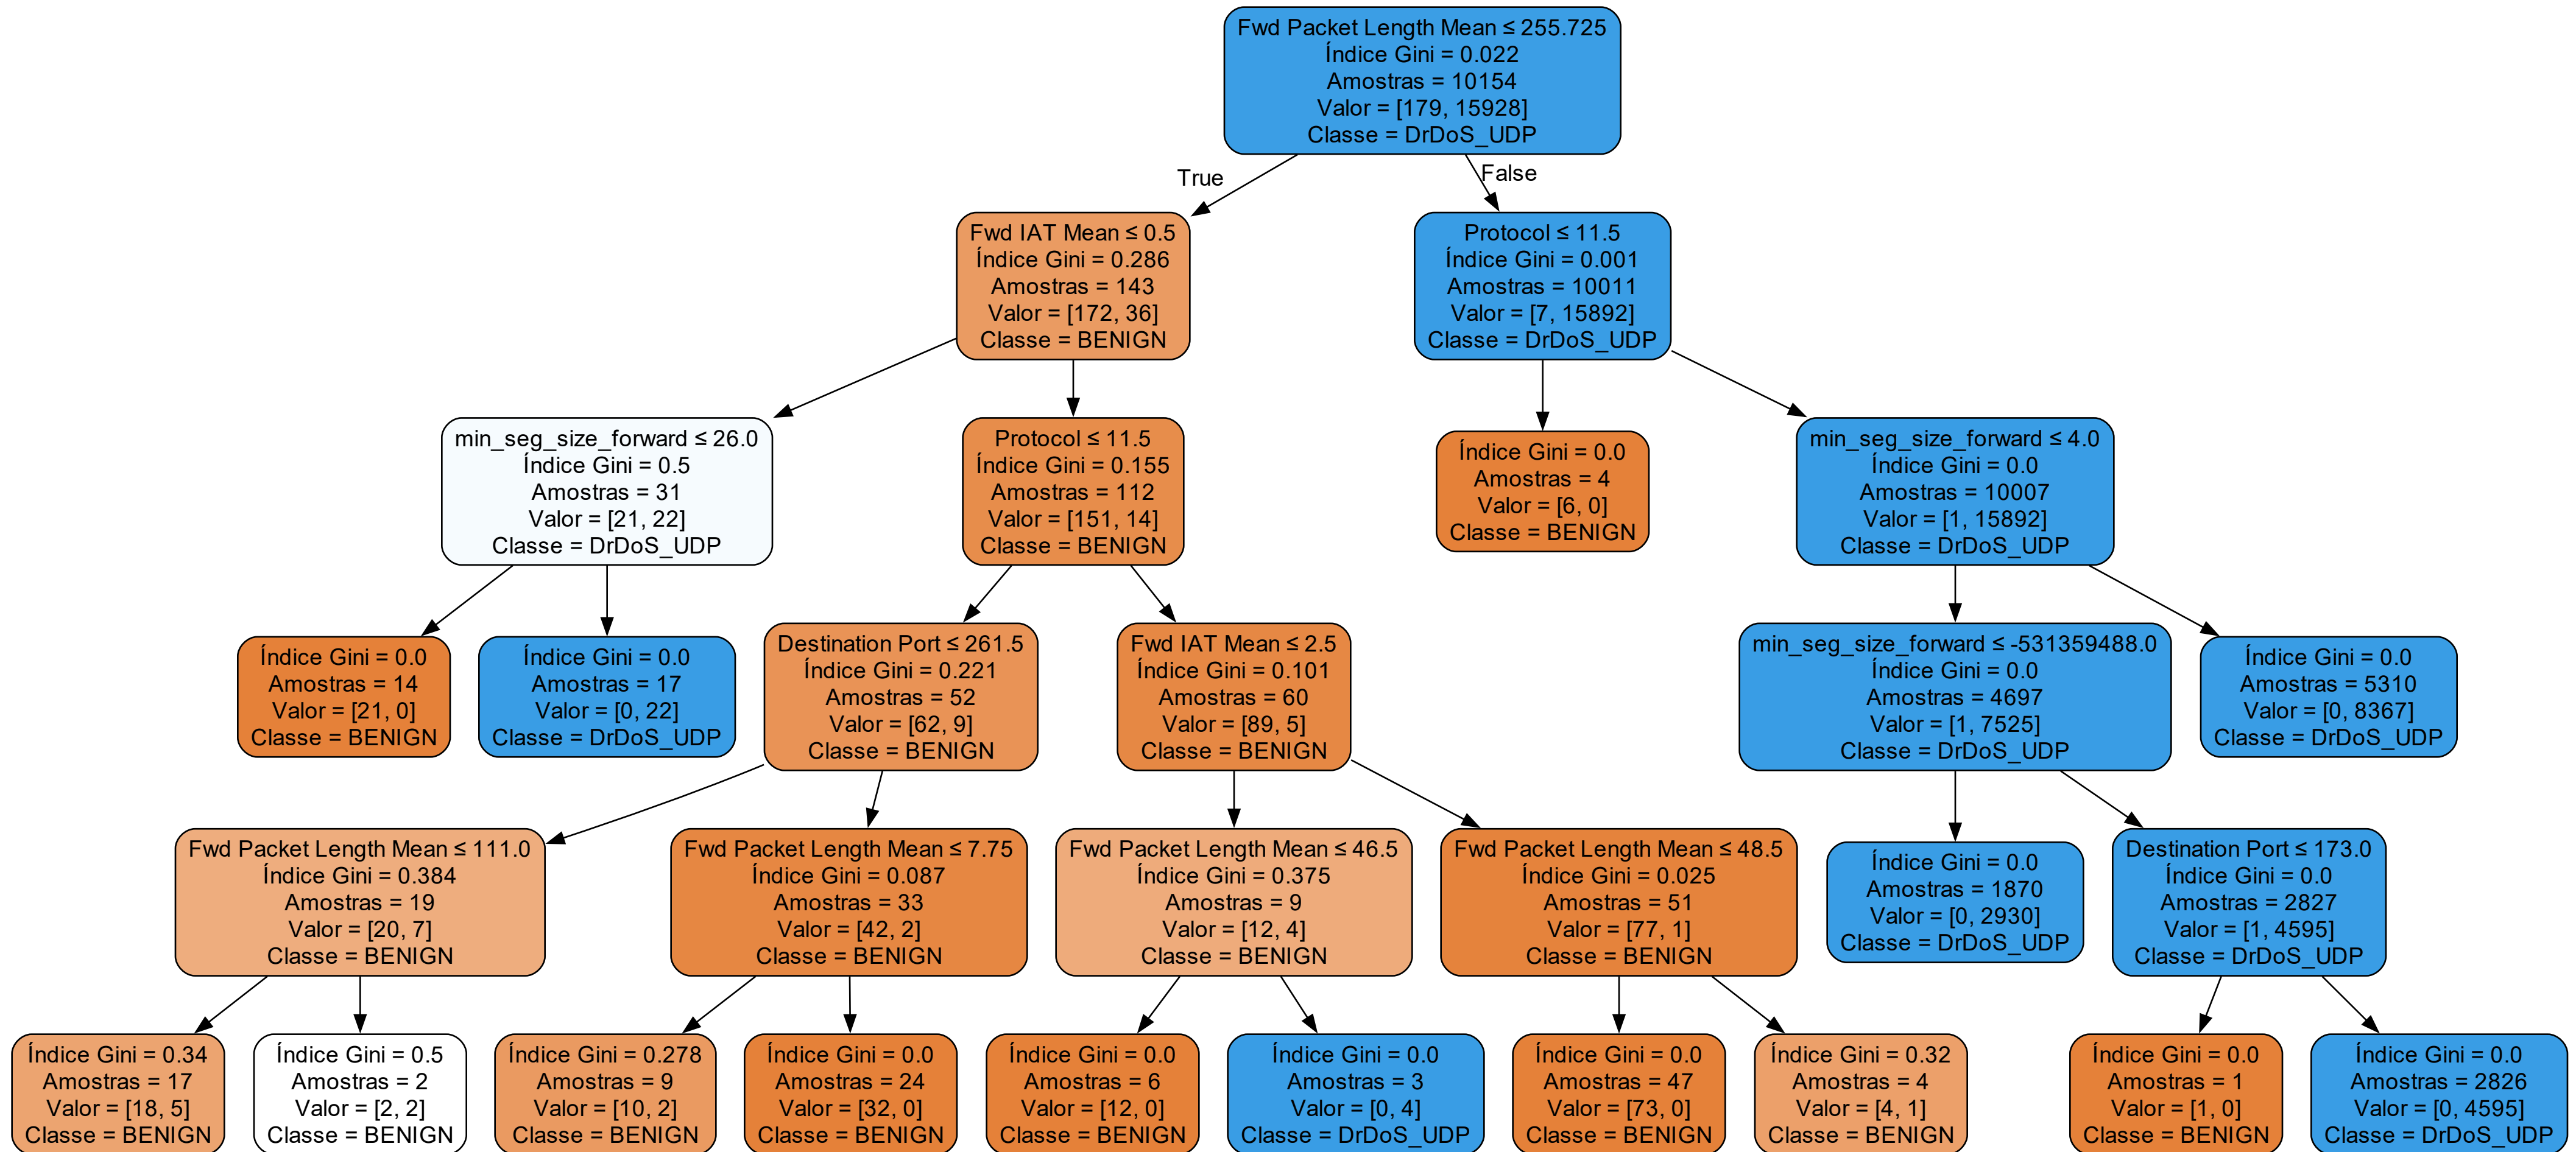 Fwd Packet Length Mean ≤ 255.725
Índice Gini = 0.022
Amostras = 10154
Valor = [179, 15928]
Classe = DrDoS_UDP
True
False
Fwd IAT Mean ≤ 0.5
Índice Gini = 0.286
Amostras = 143
Valor = [172, 36]
Classe = BENIGN
Protocol ≤ 11.5
Índice Gini = 0.001
Amostras = 10011
Valor = [7, 15892]
Classe = DrDoS_UDP
min_seg_size_forward ≤ 26.0
Índice Gini = 0.5
Amostras = 31
Valor = [21, 22]
Classe = DrDoS_UDP
Protocol ≤ 11.5
Índice Gini = 0.155
Amostras = 112
Valor = [151, 14]
Classe = BENIGN
Índice Gini = 0.0
Amostras = 4
Valor = [6, 0]
Classe = BENIGN
min_seg_size_forward ≤ 4.0
Índice Gini = 0.0
Amostras = 10007
Valor = [1, 15892]
Classe = DrDoS_UDP
Índice Gini = 0.0
Amostras = 14
Valor = [21, 0]
Classe = BENIGN
Índice Gini = 0.0
Amostras = 17
Valor = [0, 22]
Classe = DrDoS_UDP
Destination Port ≤ 261.5
Índice Gini = 0.221
Amostras = 52
Valor = [62, 9]
Classe = BENIGN
Fwd IAT Mean ≤ 2.5
Índice Gini = 0.101
Amostras = 60
Valor = [89, 5]
Classe = BENIGN
min_seg_size_forward ≤ -531359488.0
Índice Gini = 0.0
Amostras = 4697
Valor = [1, 7525]
Classe = DrDoS_UDP
Índice Gini = 0.0
Amostras = 5310
Valor = [0, 8367]
Classe = DrDoS_UDP
Fwd Packet Length Mean ≤ 111.0
Índice Gini = 0.384
Amostras = 19
Valor = [20, 7]
Classe = BENIGN
Fwd Packet Length Mean ≤ 7.75
Índice Gini = 0.087
Amostras = 33
Valor = [42, 2]
Classe = BENIGN
Fwd Packet Length Mean ≤ 46.5
Índice Gini = 0.375
Amostras = 9
Valor = [12, 4]
Classe = BENIGN
Fwd Packet Length Mean ≤ 48.5
Índice Gini = 0.025
Amostras = 51
Valor = [77, 1]
Classe = BENIGN
Índice Gini = 0.0
Amostras = 1870
Valor = [0, 2930]
Classe = DrDoS_UDP
Destination Port ≤ 173.0
Índice Gini = 0.0
Amostras = 2827
Valor = [1, 4595]
Classe = DrDoS_UDP
Índice Gini = 0.34
Amostras = 17
Valor = [18, 5]
Classe = BENIGN
Índice Gini = 0.5
Amostras = 2
Valor = [2, 2]
Classe = BENIGN
Índice Gini = 0.278
Amostras = 9
Valor = [10, 2]
Classe = BENIGN
Índice Gini = 0.0
Amostras = 24
Valor = [32, 0]
Classe = BENIGN
Índice Gini = 0.0
Amostras = 6
Valor = [12, 0]
Classe = BENIGN
Índice Gini = 0.0
Amostras = 3
Valor = [0, 4]
Classe = DrDoS_UDP
Índice Gini = 0.0
Amostras = 47
Valor = [73, 0]
Classe = BENIGN
Índice Gini = 0.32
Amostras = 4
Valor = [4, 1]
Classe = BENIGN
Índice Gini = 0.0
Amostras = 1
Valor = [1, 0]
Classe = BENIGN
Índice Gini = 0.0
Amostras = 2826
Valor = [0, 4595]
Classe = DrDoS_UDP